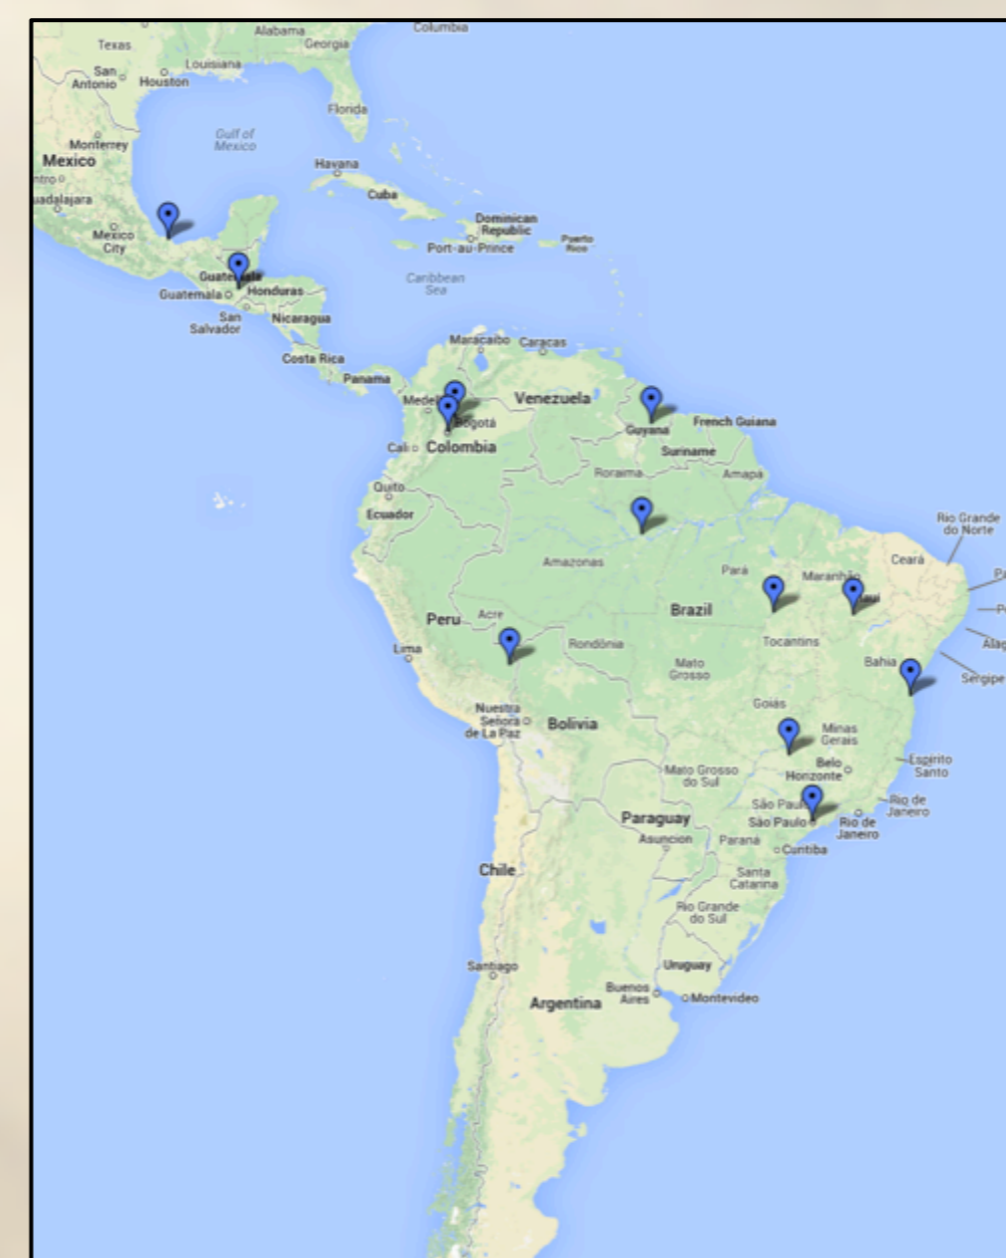 Columbia
Alabama
Georgia
Texas
Louisiana
San
Antonio
Houston
Florida
Gulf of
Mexico
Monterrey
Mexico
Havana
Cuba
Mexico
City
Dominican
Republic
Port-au-Prince
Puerto
Rico
Caribbean
Sea
Guatemala
Honduras
San
Salvador
Nicaragua
Costa Rica
Panama
Maracaibo
Caracas
Venezuela
Bogotá
Cali
Colombia
Guyana
French Guiana
Suriname
Roraima
Amapá
Quito
Ecuador
Rio Grande
do Norte
Amazonas
Pará
Maranhão
Ceará
Peru
Acre
Brazil
Lima
Rondônia
Tocantins
Mato
Grosso
Bahia
Sergipe
Goiás
Nuestra
Señora
de La Paz
Bolivia
Minas
Gerais
Belo
Horizonte
Espírito
Santo
Mato Grosso
do Sul
Paraguay
São Paulo
Rio de
Janeiro
Rio de
Janeiro
Asuncion
Paraná
Curitiba
Chile
Santa
Catarina
Rio Grande
do Sul
Santiago
Uruguay
Buenos
Aires
Montevideo
Argentina